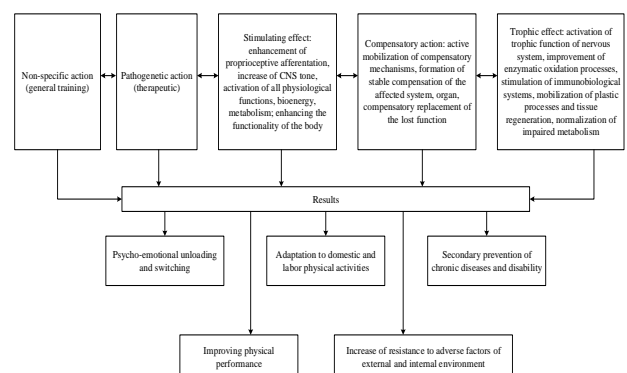 Non-specific action
(general training)
Pathogenetic action
(therapeutic)
Stimulating effect:
enhancement of
proprioceptive afferentation,
increase of CNS tone,
activation of all physiological
functions, bioenergy,
metabolism; enhancing the
functionality of the body
Compensatory action: active
mobilization of compensatory
mechanisms, formation of
stable compensation of the
affected system, organ,
compensatory replacement of
the lost function
Trophic effect: activation of
trophic function of nervous
system, improvement of
enzymatic oxidation processes,
stimulation of immunobiological
systems, mobilization of plastic
processes and tissue
regeneration, normalization of
impaired metabolism
Results
Psycho-emotional unloading
and switching
Adaptation to domestic and
labor physical activities
Secondary prevention of
chronic diseases and disability
Improving physical
performance
Increase of resistance to adverse factors of
external and internal environment